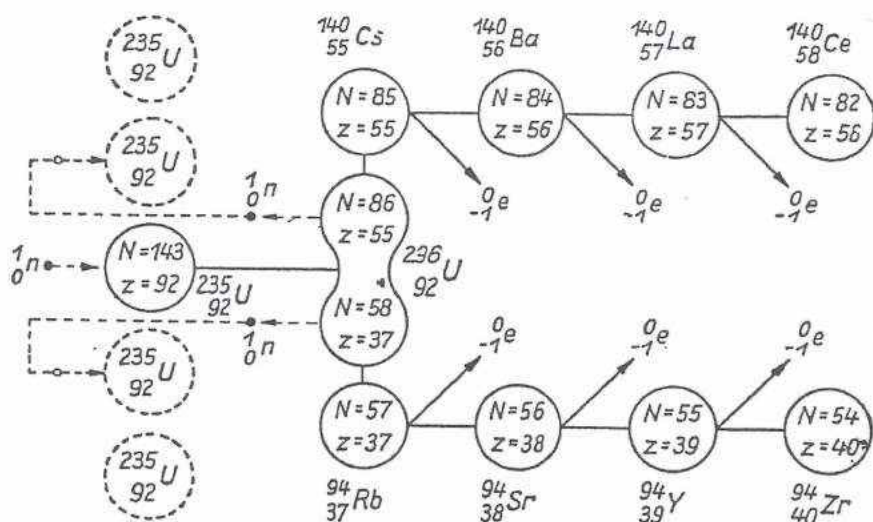 235
92 U
140
55 Cs
140
56 Ba
140
57 La
140
58 Ce
N=85
z=55
N=84
z=56
N=83
z=57
N=82
z=56
235
92 U
0
-1 e
0
-1 e
0
-1 e
1
0 n
N=86
z=55
1
0 n
N=143
z=92
235
92 U
236
92 U
N=58
z=37
1
0 n
235
92 U
0
-1 e
0
-1 e
0
-1 e
N=57
z=37
N=56
z=38
N=55
z=39
N=54
z=40
235
92 U
94
37 Rb
94
38 Sr
94
39 Y
94
40 Zr